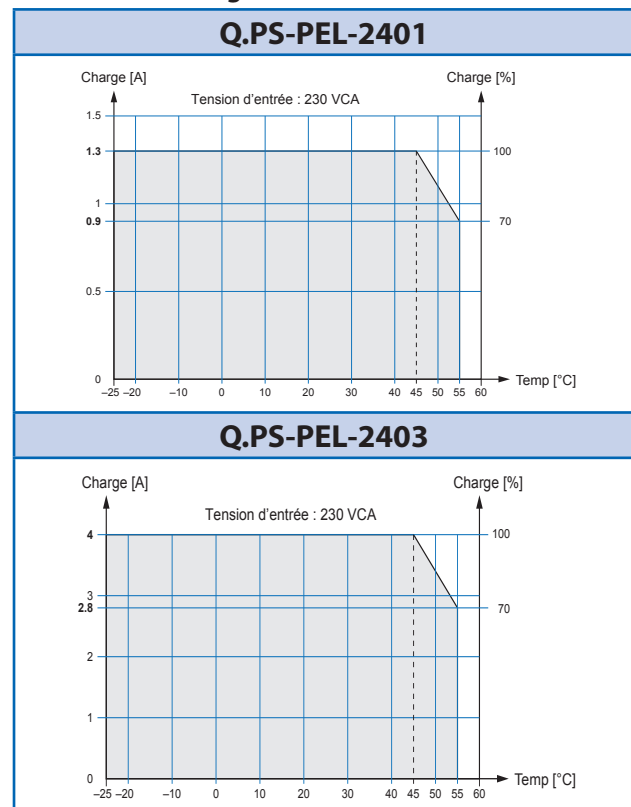 Q.PS-PEL-2401
Charge [A] Charge [%]
Tension d'entrée : 230 VCA
1.5
1.3 100
1
0.9 70
0.5
0
–25 –20 –10 0 10 20 30 40 45 50 55 60 Temp [°C]
Q.PS-PEL-2403
Charge [A] Charge [%]
Tension d'entrée : 230 VCA
4 100
3
2.8 70
2
1
0
–25 –20 –10 0 10 20 30 40 45 50 55 60 Temp [°C]